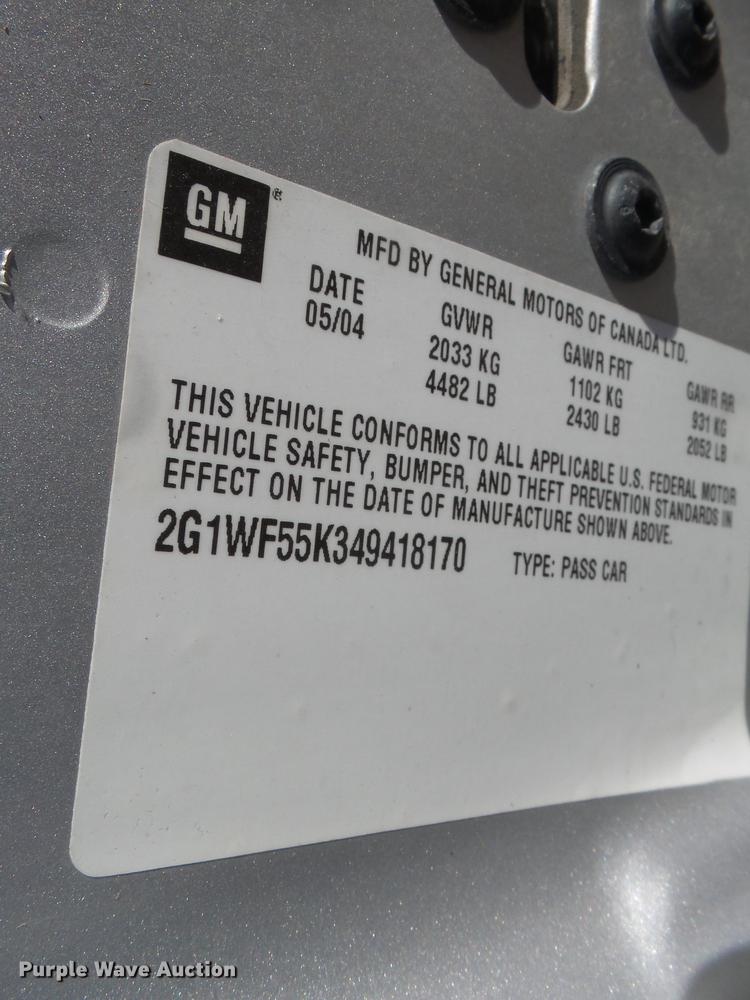 GM®
MFD BY GENERAL MOTORS OF CANADA LTD.
DATE GVWR GAWR FRT GAWR RR
05/04 2033 KG 1102 KG 931 KG
4482 LB 2430 LB 2052 LB
THIS VEHICLE CONFORMS TO ALL APPLICABLE U.S. FEDERAL MOTOR
VEHICLE SAFETY, BUMPER, AND THEFT PREVENTION STANDARDS IN
EFFECT ON THE DATE OF MANUFACTURE SHOWN ABOVE.
2G1WF55K349418170 TYPE: PASS CAR
Purple Wave Auction